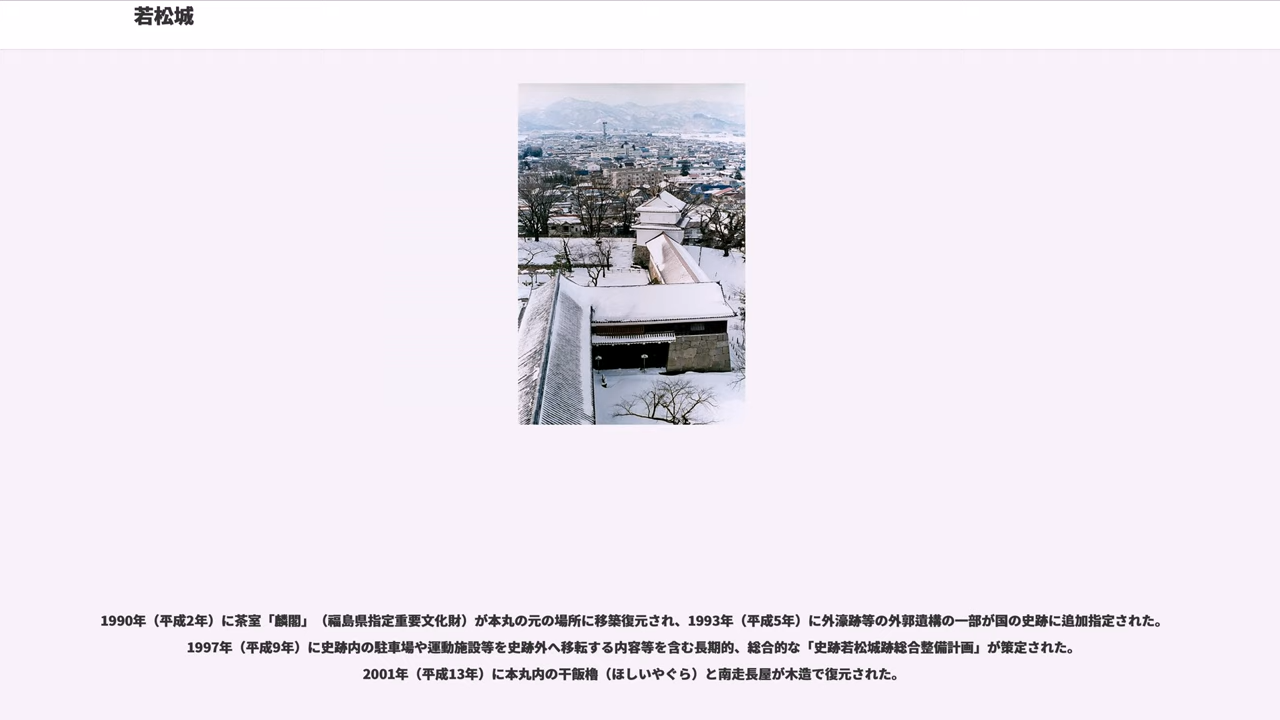 若松城
1990年（平成2年）に茶室「麟閣」（福島県指定重要文化財）が本丸の元の場所に移築復元され、1993年（平成5年）に外濠跡等の外郭遺構の一部が国の史跡に追加指定された。
1997年（平成9年）に史跡内の駐車場や運動施設等を史跡外へ移転する内容等を含む長期的、総合的な「史跡若松城跡総合整備計画」が策定された。
2001年（平成13年）に本丸内の干飯櫓（ほしいやぐら）と南走長屋が木造で復元された。